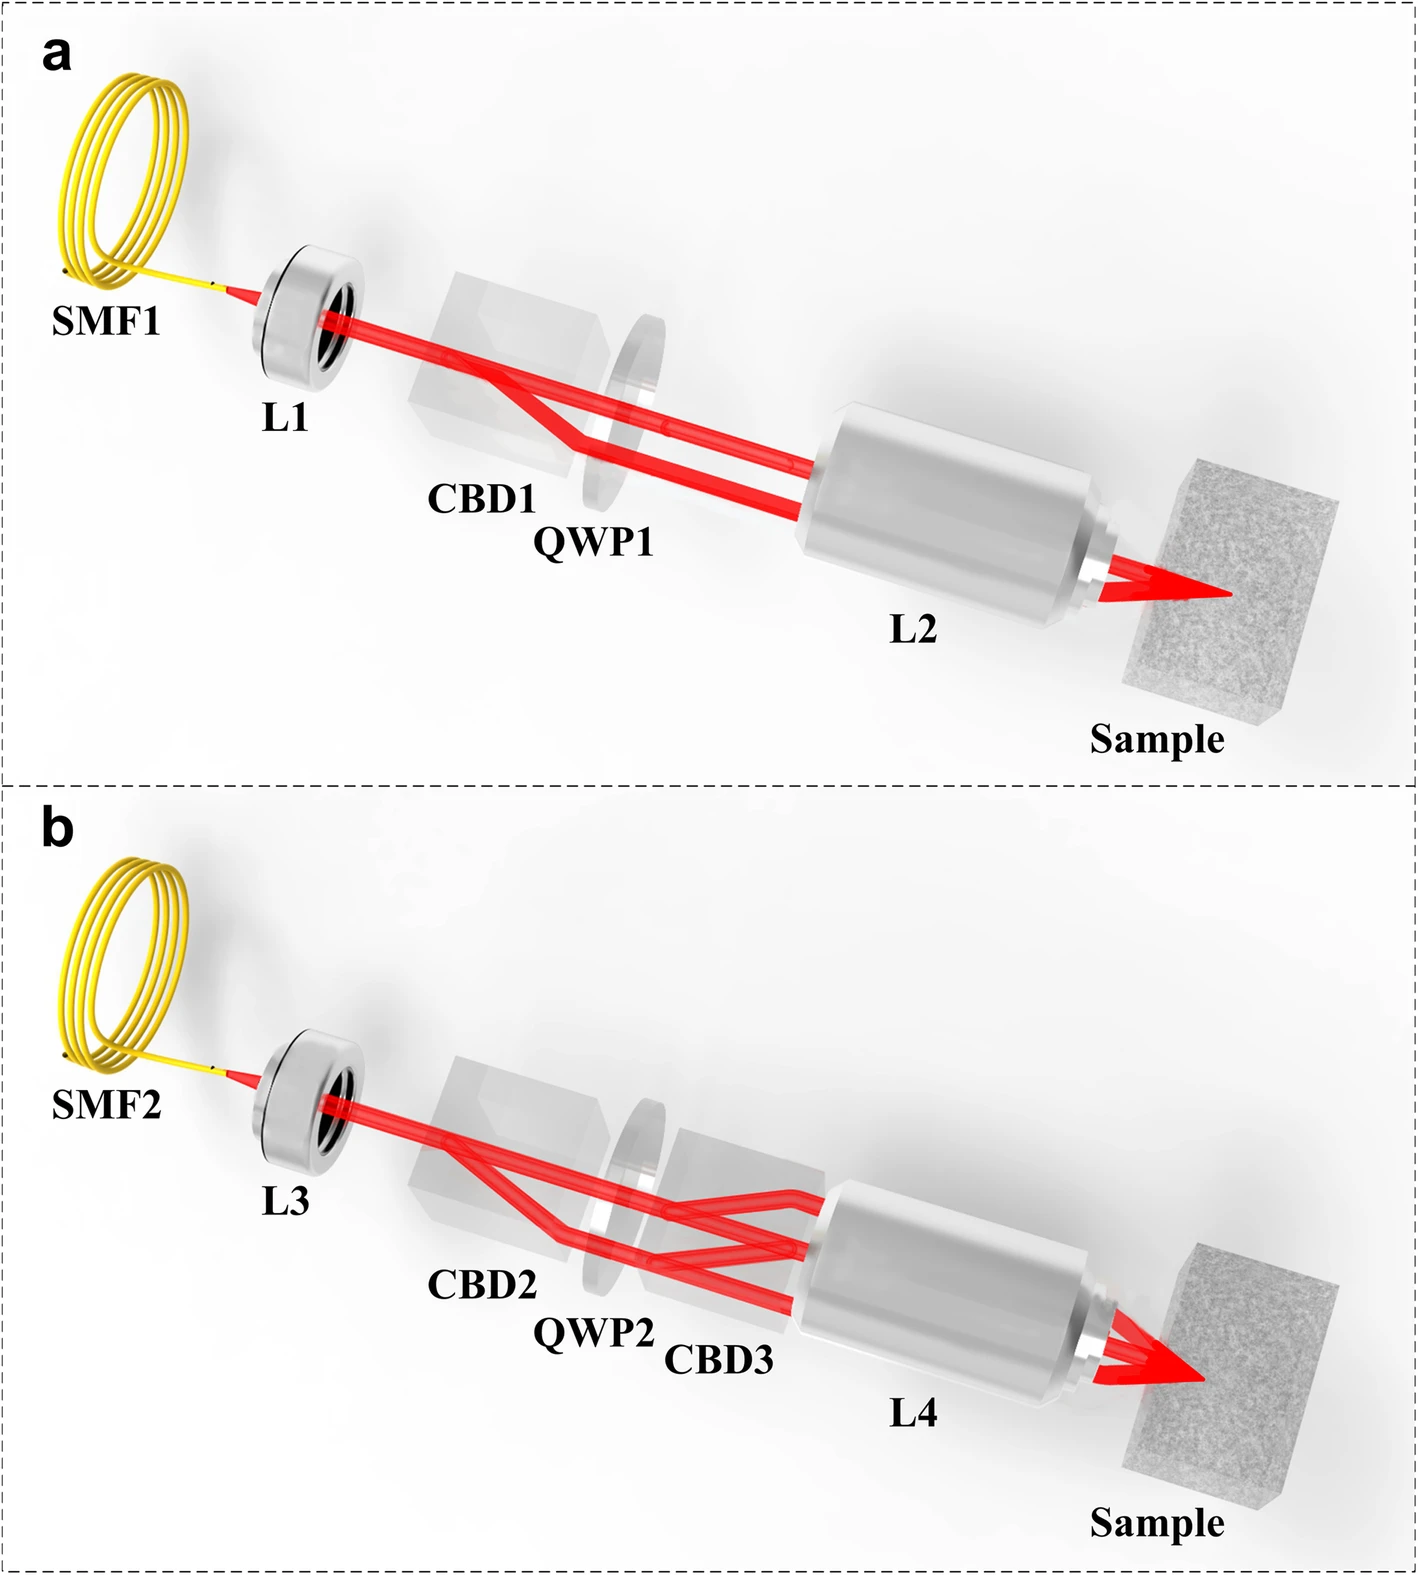 a
SMF1
L1
CBD1
QWP1
L2
Sample
b
SMF2
L3
CBD2
QWP2
CBD3
L4
Sample